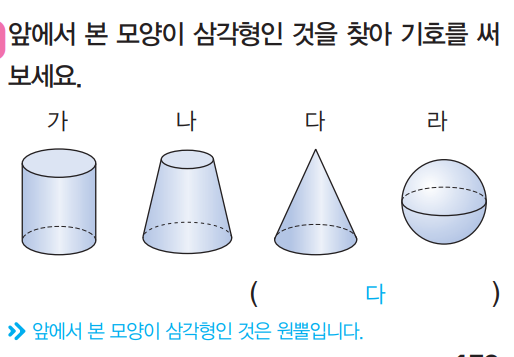 앞에서 본 모양이 삼각형인 것을 찾아 기호를 써
보세요.
가 나 다 라
( 다 )
앞에서 본 모양이 삼각형인 것은 원뿔입니다.